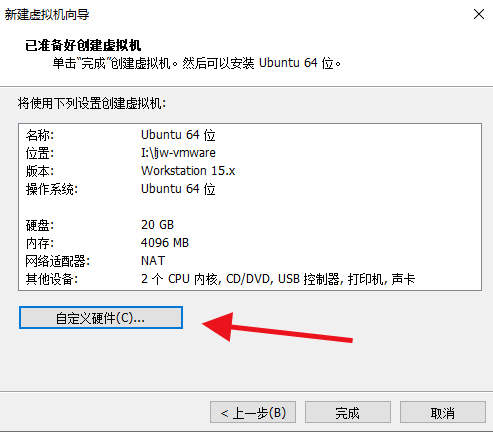 新建虚拟机向导
已准备好创建虚拟机
单击“完成”创建虚拟机。然后可以安装 Ubuntu 64 位。
将使用下列设置创建虚拟机:
名称: Ubuntu 64 位
位置: I:\ljw-vmware
版本: Workstation 15.x
操作系统: Ubuntu 64 位
硬盘: 20 GB
内存: 4096 MB
网络适配器: NAT
其他设备: 2 个 CPU 内核, CD/DVD, USB 控制器, 打印机, 声卡
自定义硬件(C)...
< 上一步(B) 完成 取消